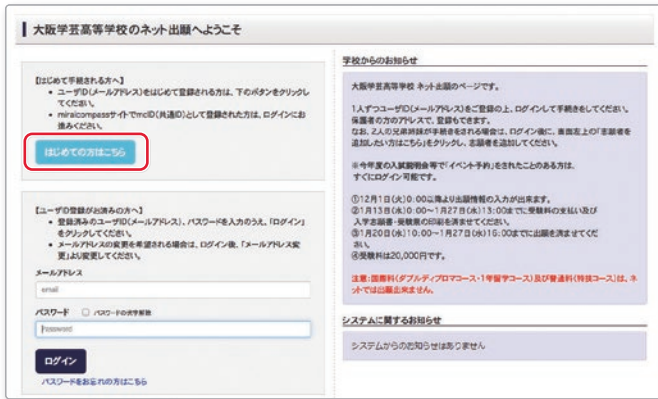 大阪学芸高等学校のネット出願へようこそ
【はじめて手続される方へ】
・ユーザID(メールアドレス)をはじめて登録される方は、下のボタンをクリックし
てください。
・miraicompassサイトでmcID(共通ID)として登録された方は、ログインにお
進みください。
はじめての方はこちら
【ユーザID登録がお済みの方へ】
・登録済みのユーザID(メールアドレス)、パスワードを入力のうえ、「ログイン」
をクリックしてください。
・メールアドレスの変更を希望される場合は、ログイン後、「メールアドレス変
更」より変更してください。
メールアドレス
email
パスワード パスワードの伏字解除
Password
ログイン
パスワードをお忘れの方はこちら
学校からのお知らせ
大阪学芸高等学校 ネット出願のページです。
1人ずつユーザID(メールアドレス)をご登録の上、ログインして手続きをしてください。
保護者の方のアドレスで、登録もできます。
なお、2人の兄弟姉妹が手続きをされる場合は、ログイン後に、画面左上の「志願者を
追加したい方はこちら」をクリックし、志願者を追加してください。
※今年度の入試説明会等で「イベント予約」をされたことのある方は、
すぐにログイン可能です。
①12月1日(火)0:00以降より出願情報の入力が出来ます。
②1月13日(水)0:00~1月27日(水)13:00までに受験料の支払い及び
入学志願書・受験票の印刷を済ませてください。
③1月20日(水)10:00~1月27日(水)15:00までに出願を済ませてくだ
さい。
④受験料は20,000円です。
注意:国際科(ダブルディプロマコース・1年留学コース)及び普通科(特技コース)は、ネ
ットでは出願出来ません。
システムに関するお知らせ
システムからのお知らせはありません